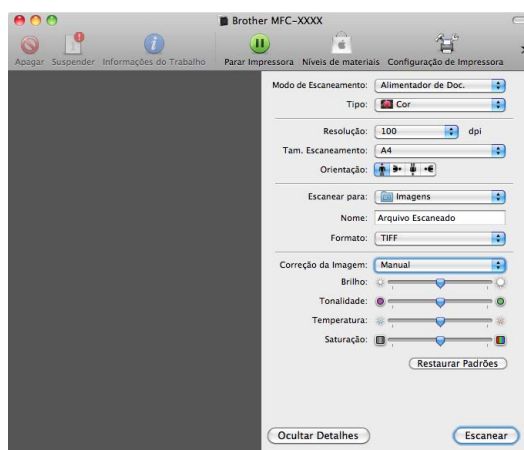 Brother MFC-XXXX
Apagar Suspender Informações do Trabalho Parar Impressora Níveis de materiais Configuração de Impressora
Modo de Escaneamento: Alimentador de Doc.
Tipo: Cor
Resolução: 100 dpi
Tam. Escaneamento: A4
Orientação:
Escanear para: Imagens
Nome: Arquivo Escaneado
Formato: TIFF
Correção da Imagem: Manual
Brilho:
Tonalidade:
Temperatura:
Saturação:
Restaurar Padrões
Ocultar Detalhes Escanear